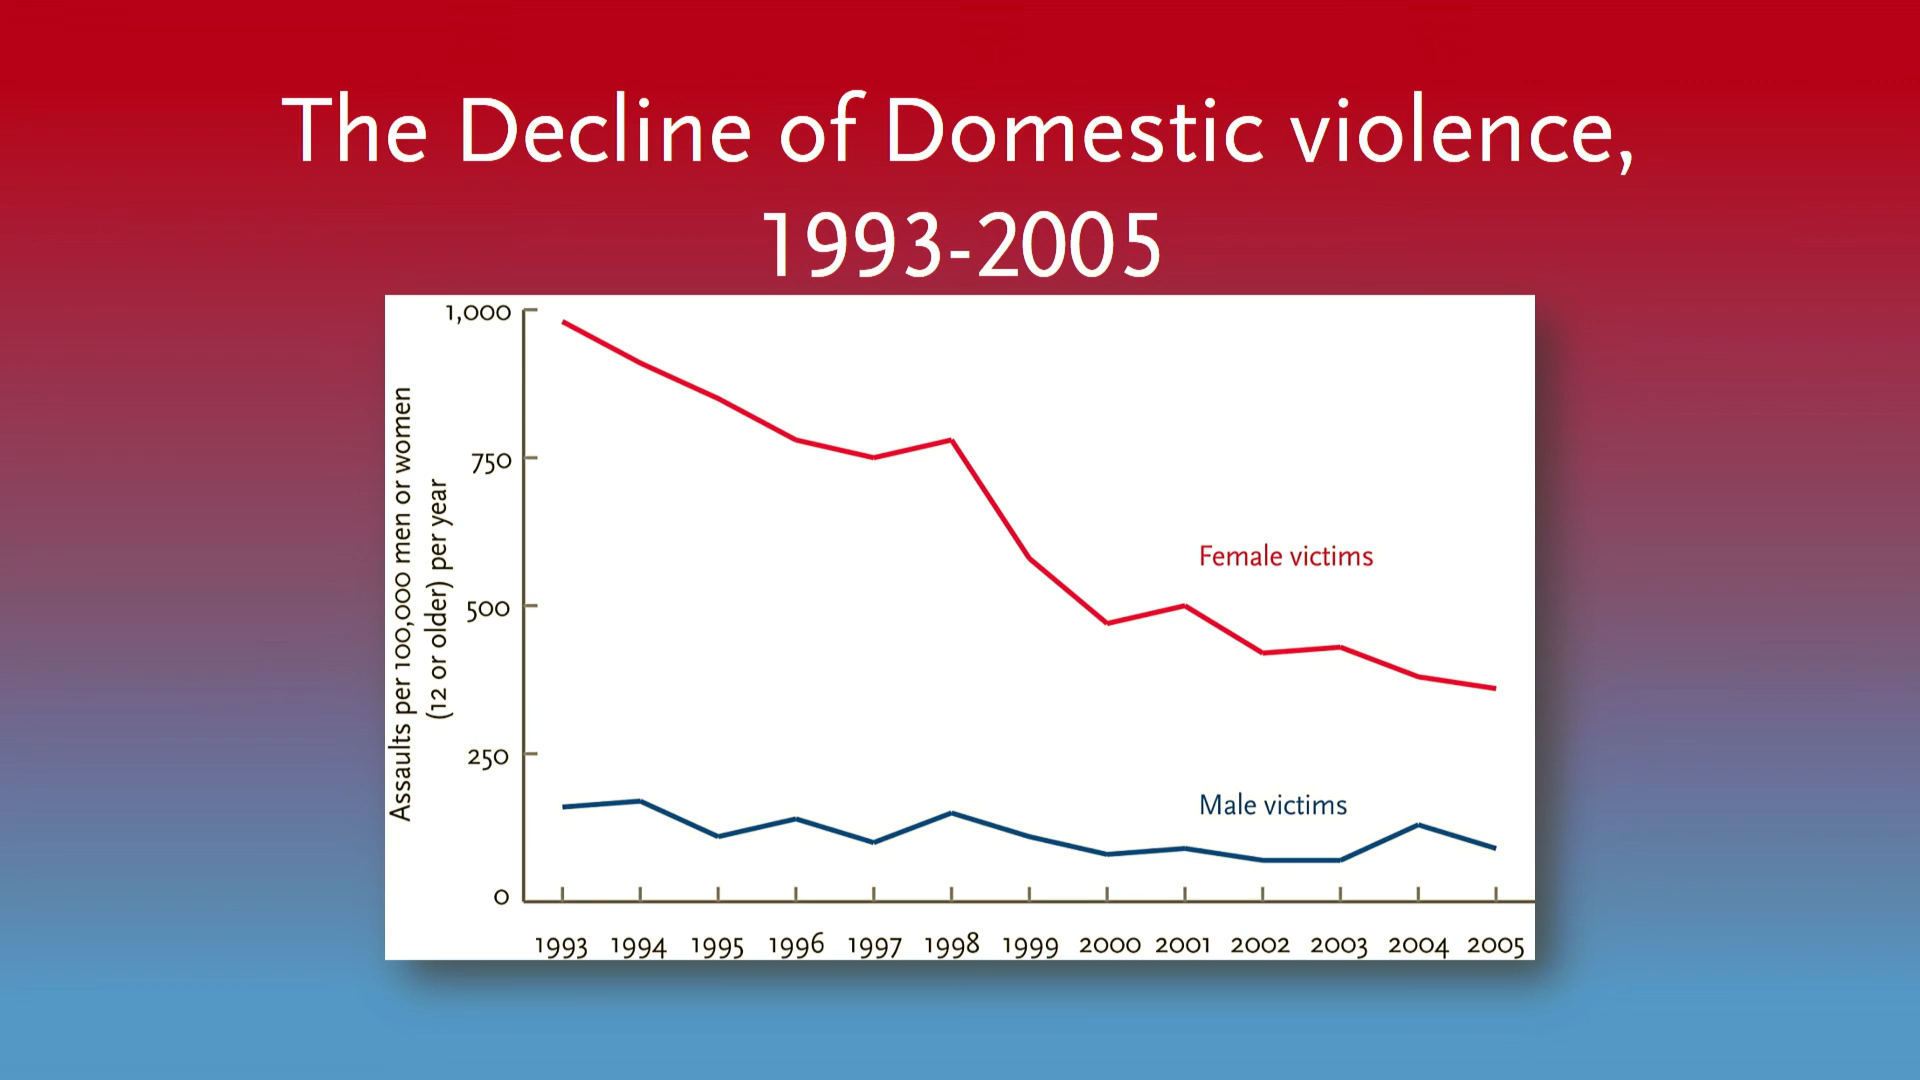 The Decline of Domestic violence,
1993-2005
Assaults per 100,000 men or women
(12 or older) per year
1,000
750
500
250
0
Female victims
Male victims
1993 1994 1995 1996 1997 1998 1999 2000 2001 2002 2003 2004 2005